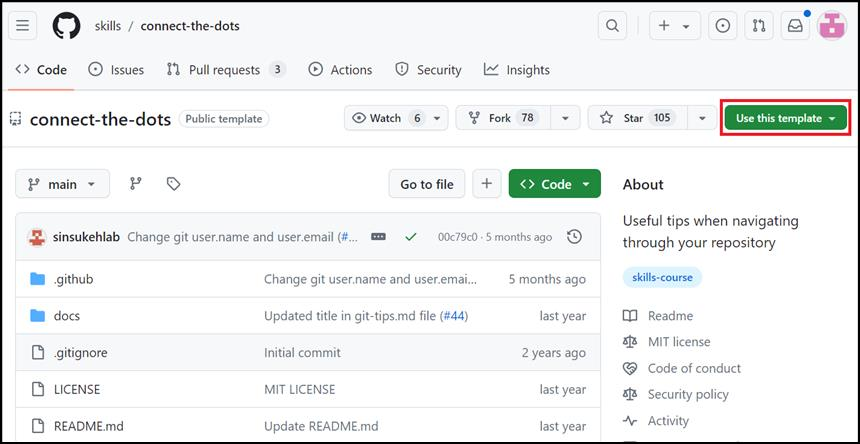 skills / connect-the-dots
Code Issues Pull requests 3 Actions Security Insights
connect-the-dots Public template Watch 6 Fork 78 Star 105 Use this template
main Go to file + Code
About
Useful tips when navigating
through your repository
skills-course
Readme
MIT license
Code of conduct
Security policy
Activity
sinsukehlab Change git user.name and user.email (#... 00c79c0 · 5 months ago
.github Change git user.name and user.emai... 5 months ago
docs Updated title in git-tips.md file (#44) last year
.gitignore Initial commit 2 years ago
LICENSE MIT LICENSE last year
README.md Update README.md last year